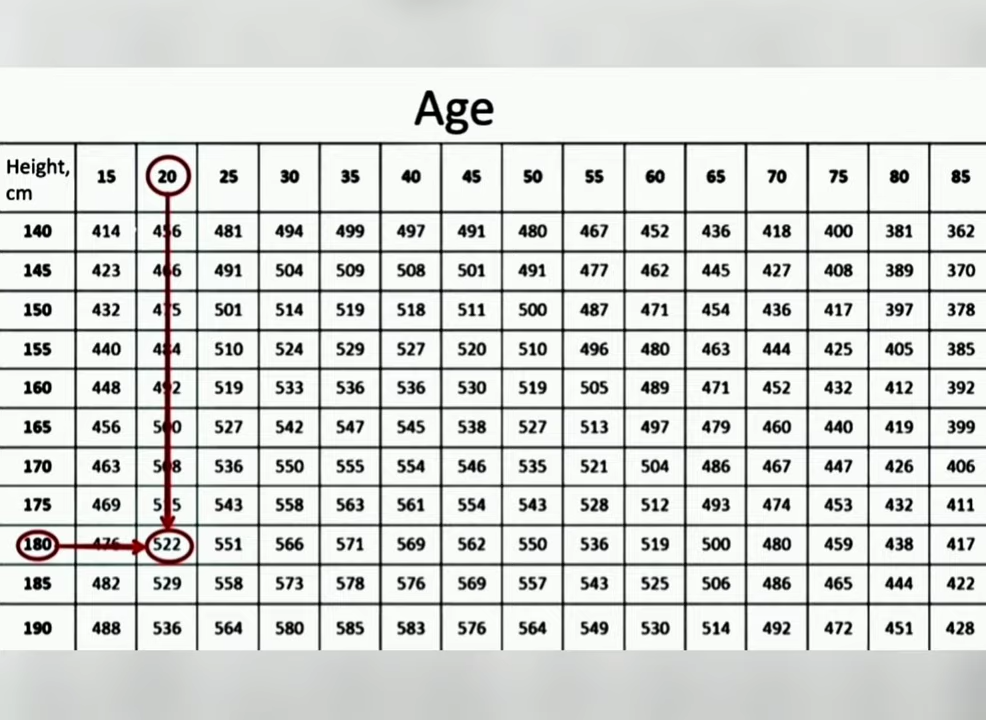 Age
Height, cm 15 20 25 30 35 40 45 50 55 60 65 70 75 80 85
140 414 456 481 494 499 497 491 480 467 452 436 418 400 381 362
145 423 466 491 504 509 508 501 491 477 462 445 427 408 389 370
150 432 475 501 514 519 518 511 500 487 471 454 436 417 397 378
155 440 484 510 524 529 527 520 510 496 480 463 444 425 405 385
160 448 492 519 533 536 536 530 519 505 489 471 452 432 412 392
165 456 500 527 542 547 545 538 527 513 497 479 460 440 419 399
170 463 508 536 550 555 554 546 535 521 504 486 467 447 426 406
175 469 515 543 558 563 561 554 543 528 512 493 474 453 432 411
180 476 522 551 566 571 569 562 550 536 519 500 480 459 438 417
185 482 529 558 573 578 576 569 557 543 525 506 486 465 444 422
190 488 536 564 580 585 583 576 564 549 530 514 492 472 451 428